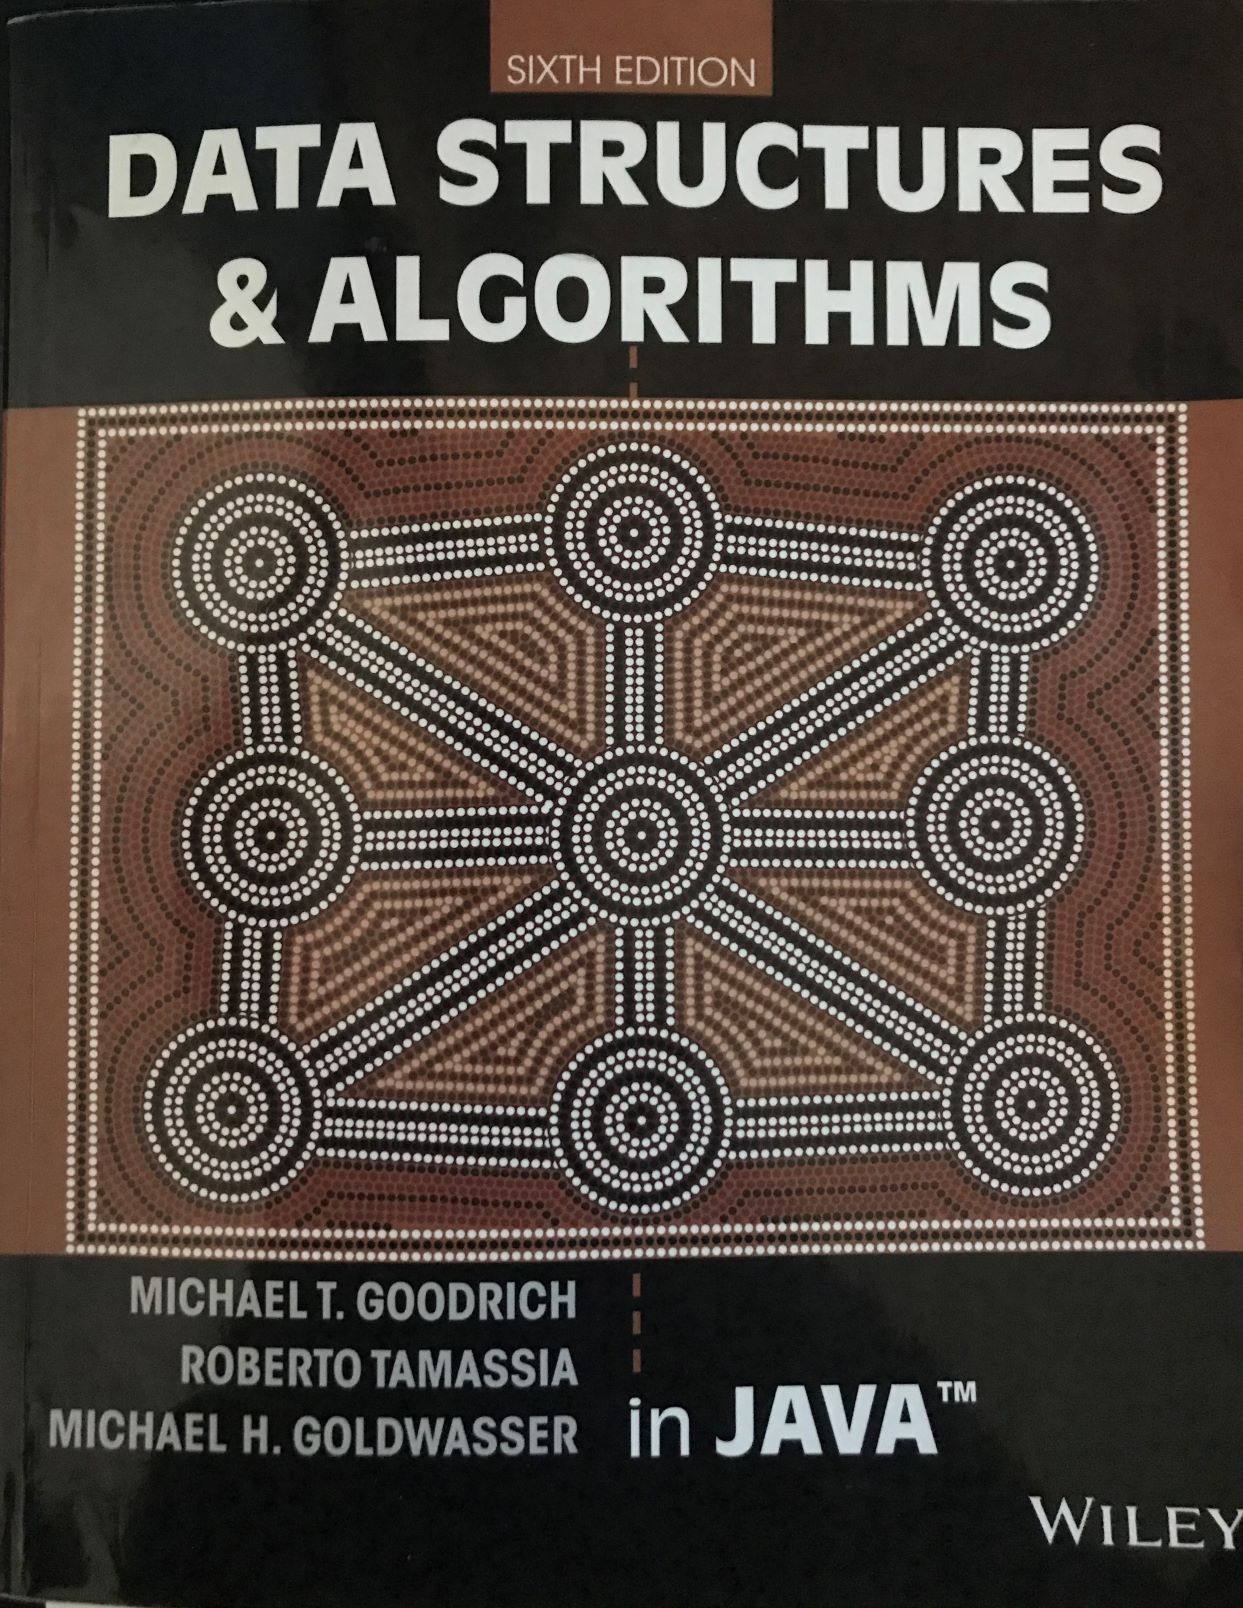 SIXTH EDITION
DATA STRUCTURES
& ALGORITHMS
MICHAEL T. GOODRICH
ROBERTO TAMASSIA
MICHAEL H. GOLDWASSER
in JAVA™
WILEY